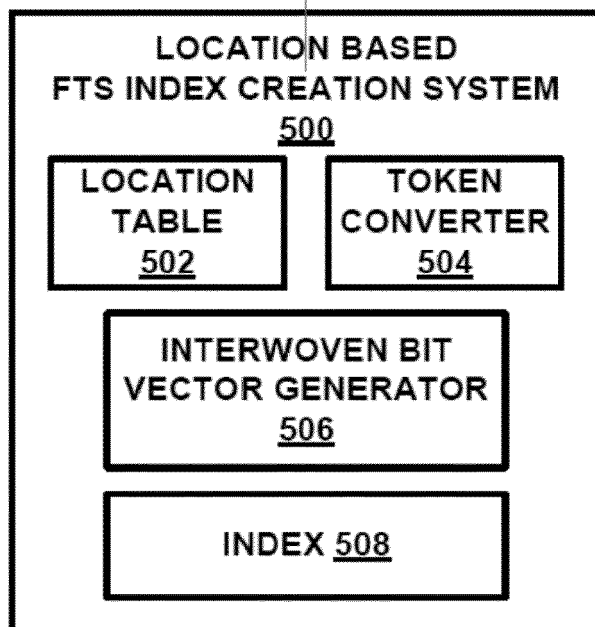 LOCATION BASED
FTS INDEX CREATION SYSTEM
500
LOCATION
TABLE
502
TOKEN
CONVERTER
504
INTERWOVEN BIT
VECTOR GENERATOR
506
INDEX 508